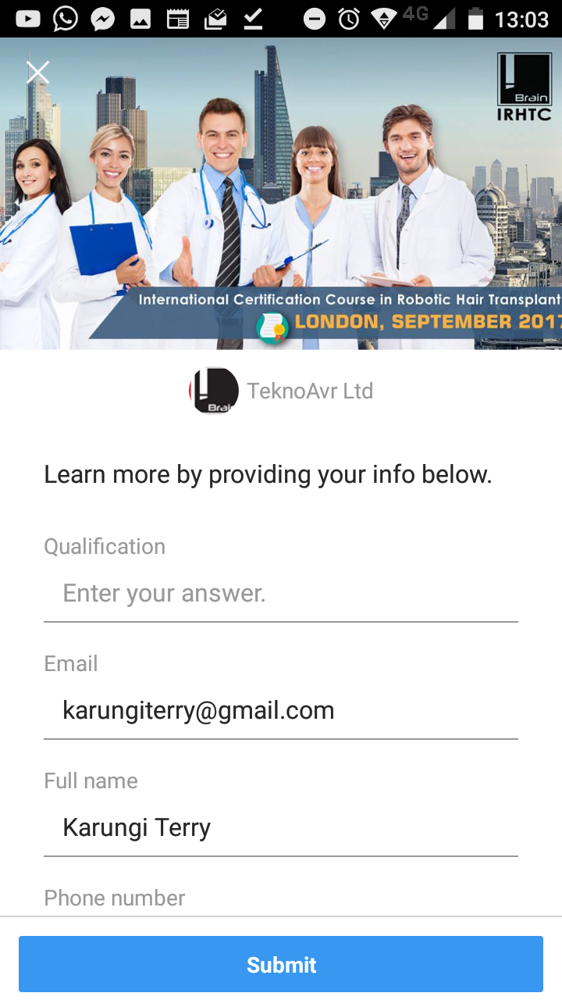 4G 13:03
Brain
IRHTC
International Certification Course in Robotic Hair Transplant
LONDON, SEPTEMBER 2017
Brai
TeknoAvr Ltd
Learn more by providing your info below.
Qualification
Enter your answer.
Email
karungiterry@gmail.com
Full name
Karungi Terry
Phone number
Submit